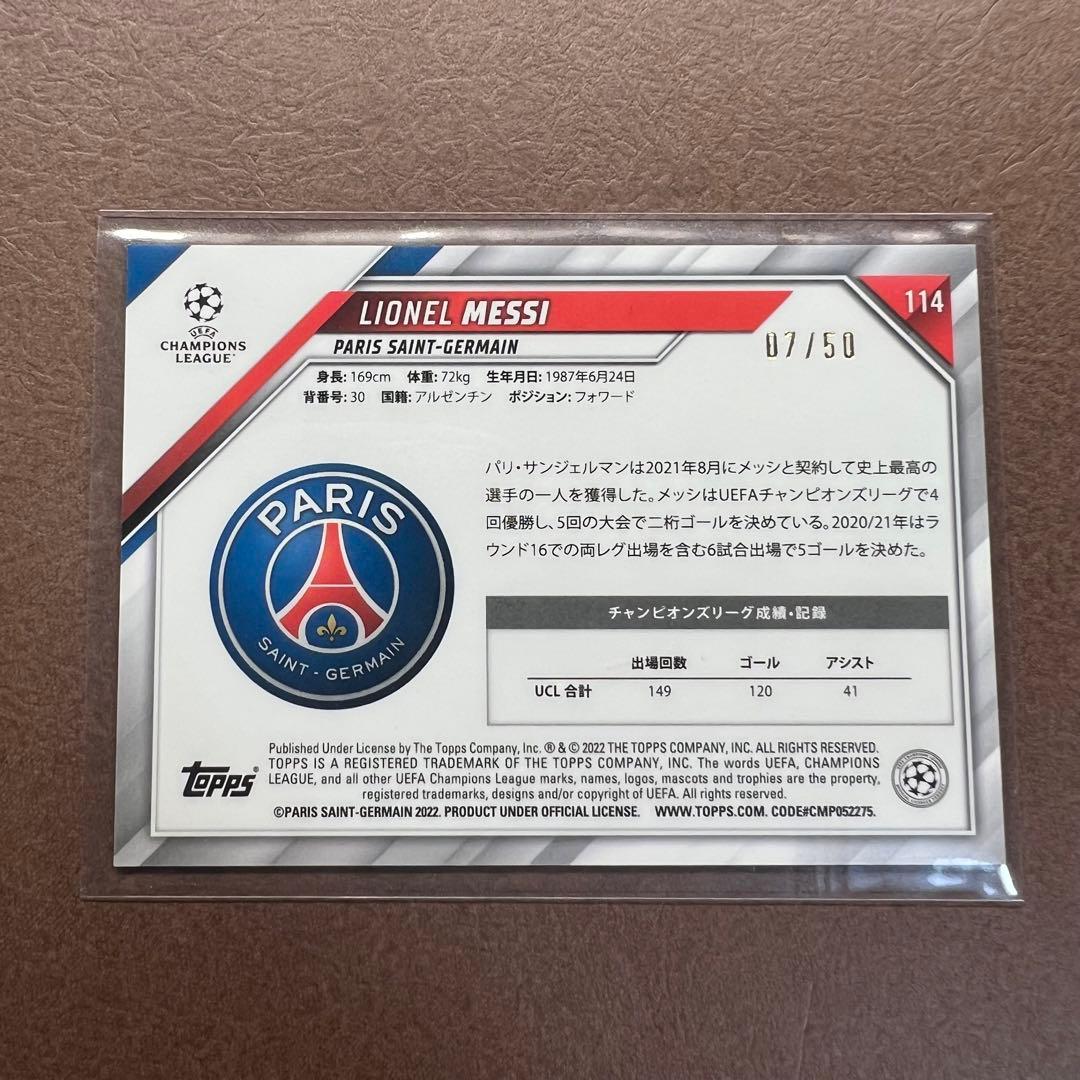 UEFA
CHAMPIONS
LEAGUE
LIONEL MESSI
114
PARIS SAINT-GERMAIN
07/50
身長: 169cm 体重: 72kg 生年月日: 1987年6月24日
背番号: 30 国籍: アルゼンチン ポジション: フォワード
パリ・サンジェルマンは2021年8月にメッシと契約して史上最高の
選手の一人を獲得した。メッシはUEFAチャンピオンズリーグで4
回優勝し、5回の大会で二桁ゴールを決めている。2020/21年はラ
ウンド16での両レグ出場を含む6試合出場で5ゴールを決めた。
PARIS
SAINT - GERMAIN
チャンピオンズリーグ成績・記録
出場回数 ゴール アシスト
UCL 合計 149 120 41
topps®
Published Under License by The Topps Company, Inc. ® & © 2022 THE TOPPS COMPANY, INC. ALL RIGHTS RESERVED.
TOPPS IS A REGISTERED TRADEMARK OF THE TOPPS COMPANY, INC. The words UEFA, CHAMPIONS
LEAGUE, and all other UEFA Champions League marks, names, logos, mascots and trophies are the property,
registered trademarks, designs and/or copyright of UEFA. All rights reserved.
©PARIS SAINT-GERMAIN 2022. PRODUCT UNDER OFFICIAL LICENSE. WWW.TOPPS.COM. CODE#CMP052275.